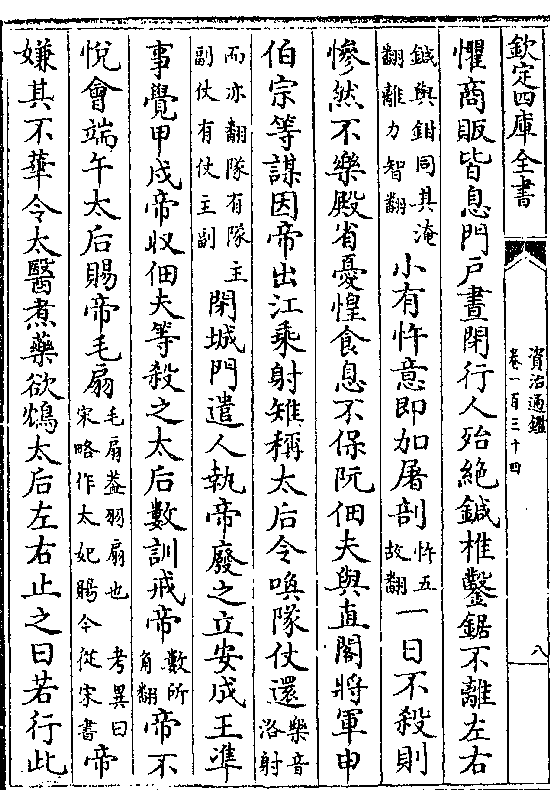 欽定四庫全書
資治通鑑
卷一百三十四
八
懼商販皆息門戶晝閉行人殆絶鍼椎鑿鋸不離左右
鍼與鉗同其淹
翻離力智翻
小有忤意即加屠剖
忤五
故翻
一日不殺則
慘然不樂殿省憂惶食息不保阮佃夫與直閣將軍申
伯宗等謀因帝出江乘射雉稱太后令喚隊仗還
樂音
洛射
而亦翻隊有隊主
副仗有仗主副
閉城門遣人執帝廢之立安成王凖
事覺甲戌帝收佃夫等殺之太后數訓戒帝
數所
角翻
帝不
悅會端午太后賜帝毛扇
毛扇蓋羽扇也　考異曰
宋略作太妃賜今從宋書
帝
嫌其不華令太醫煮藥欲鴆太后左右止之曰若行此